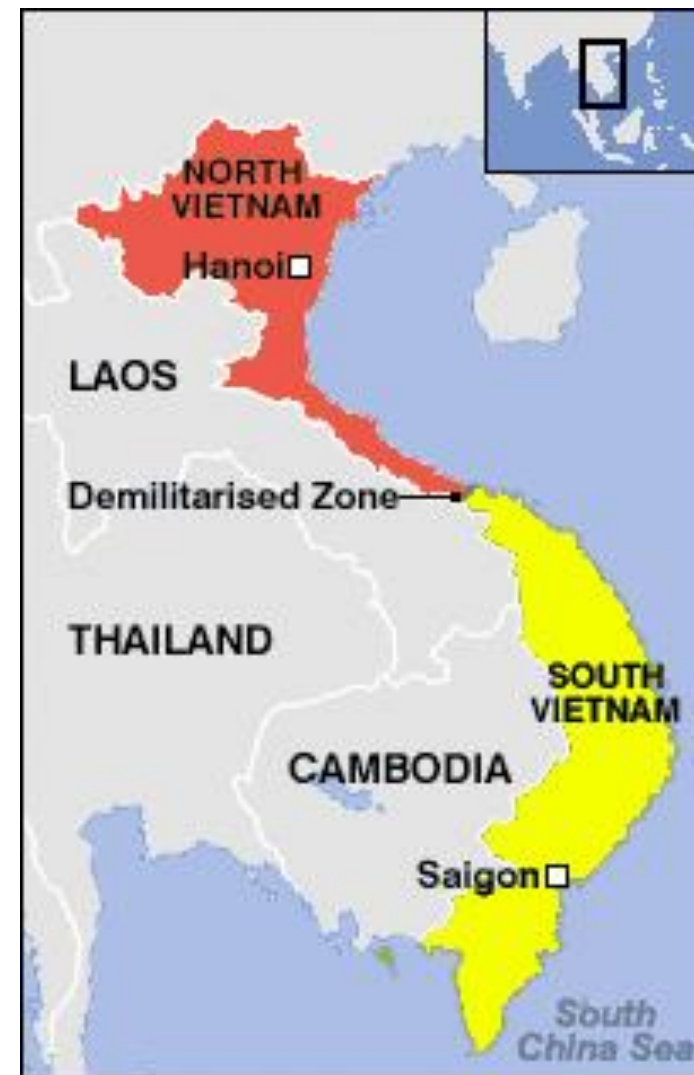 NORTH
VIETNAM
Hanoi
LAOS
Demilitarised Zone
THAILAND
SOUTH
VIETNAM
CAMBODIA
Saigon
South
China Sea